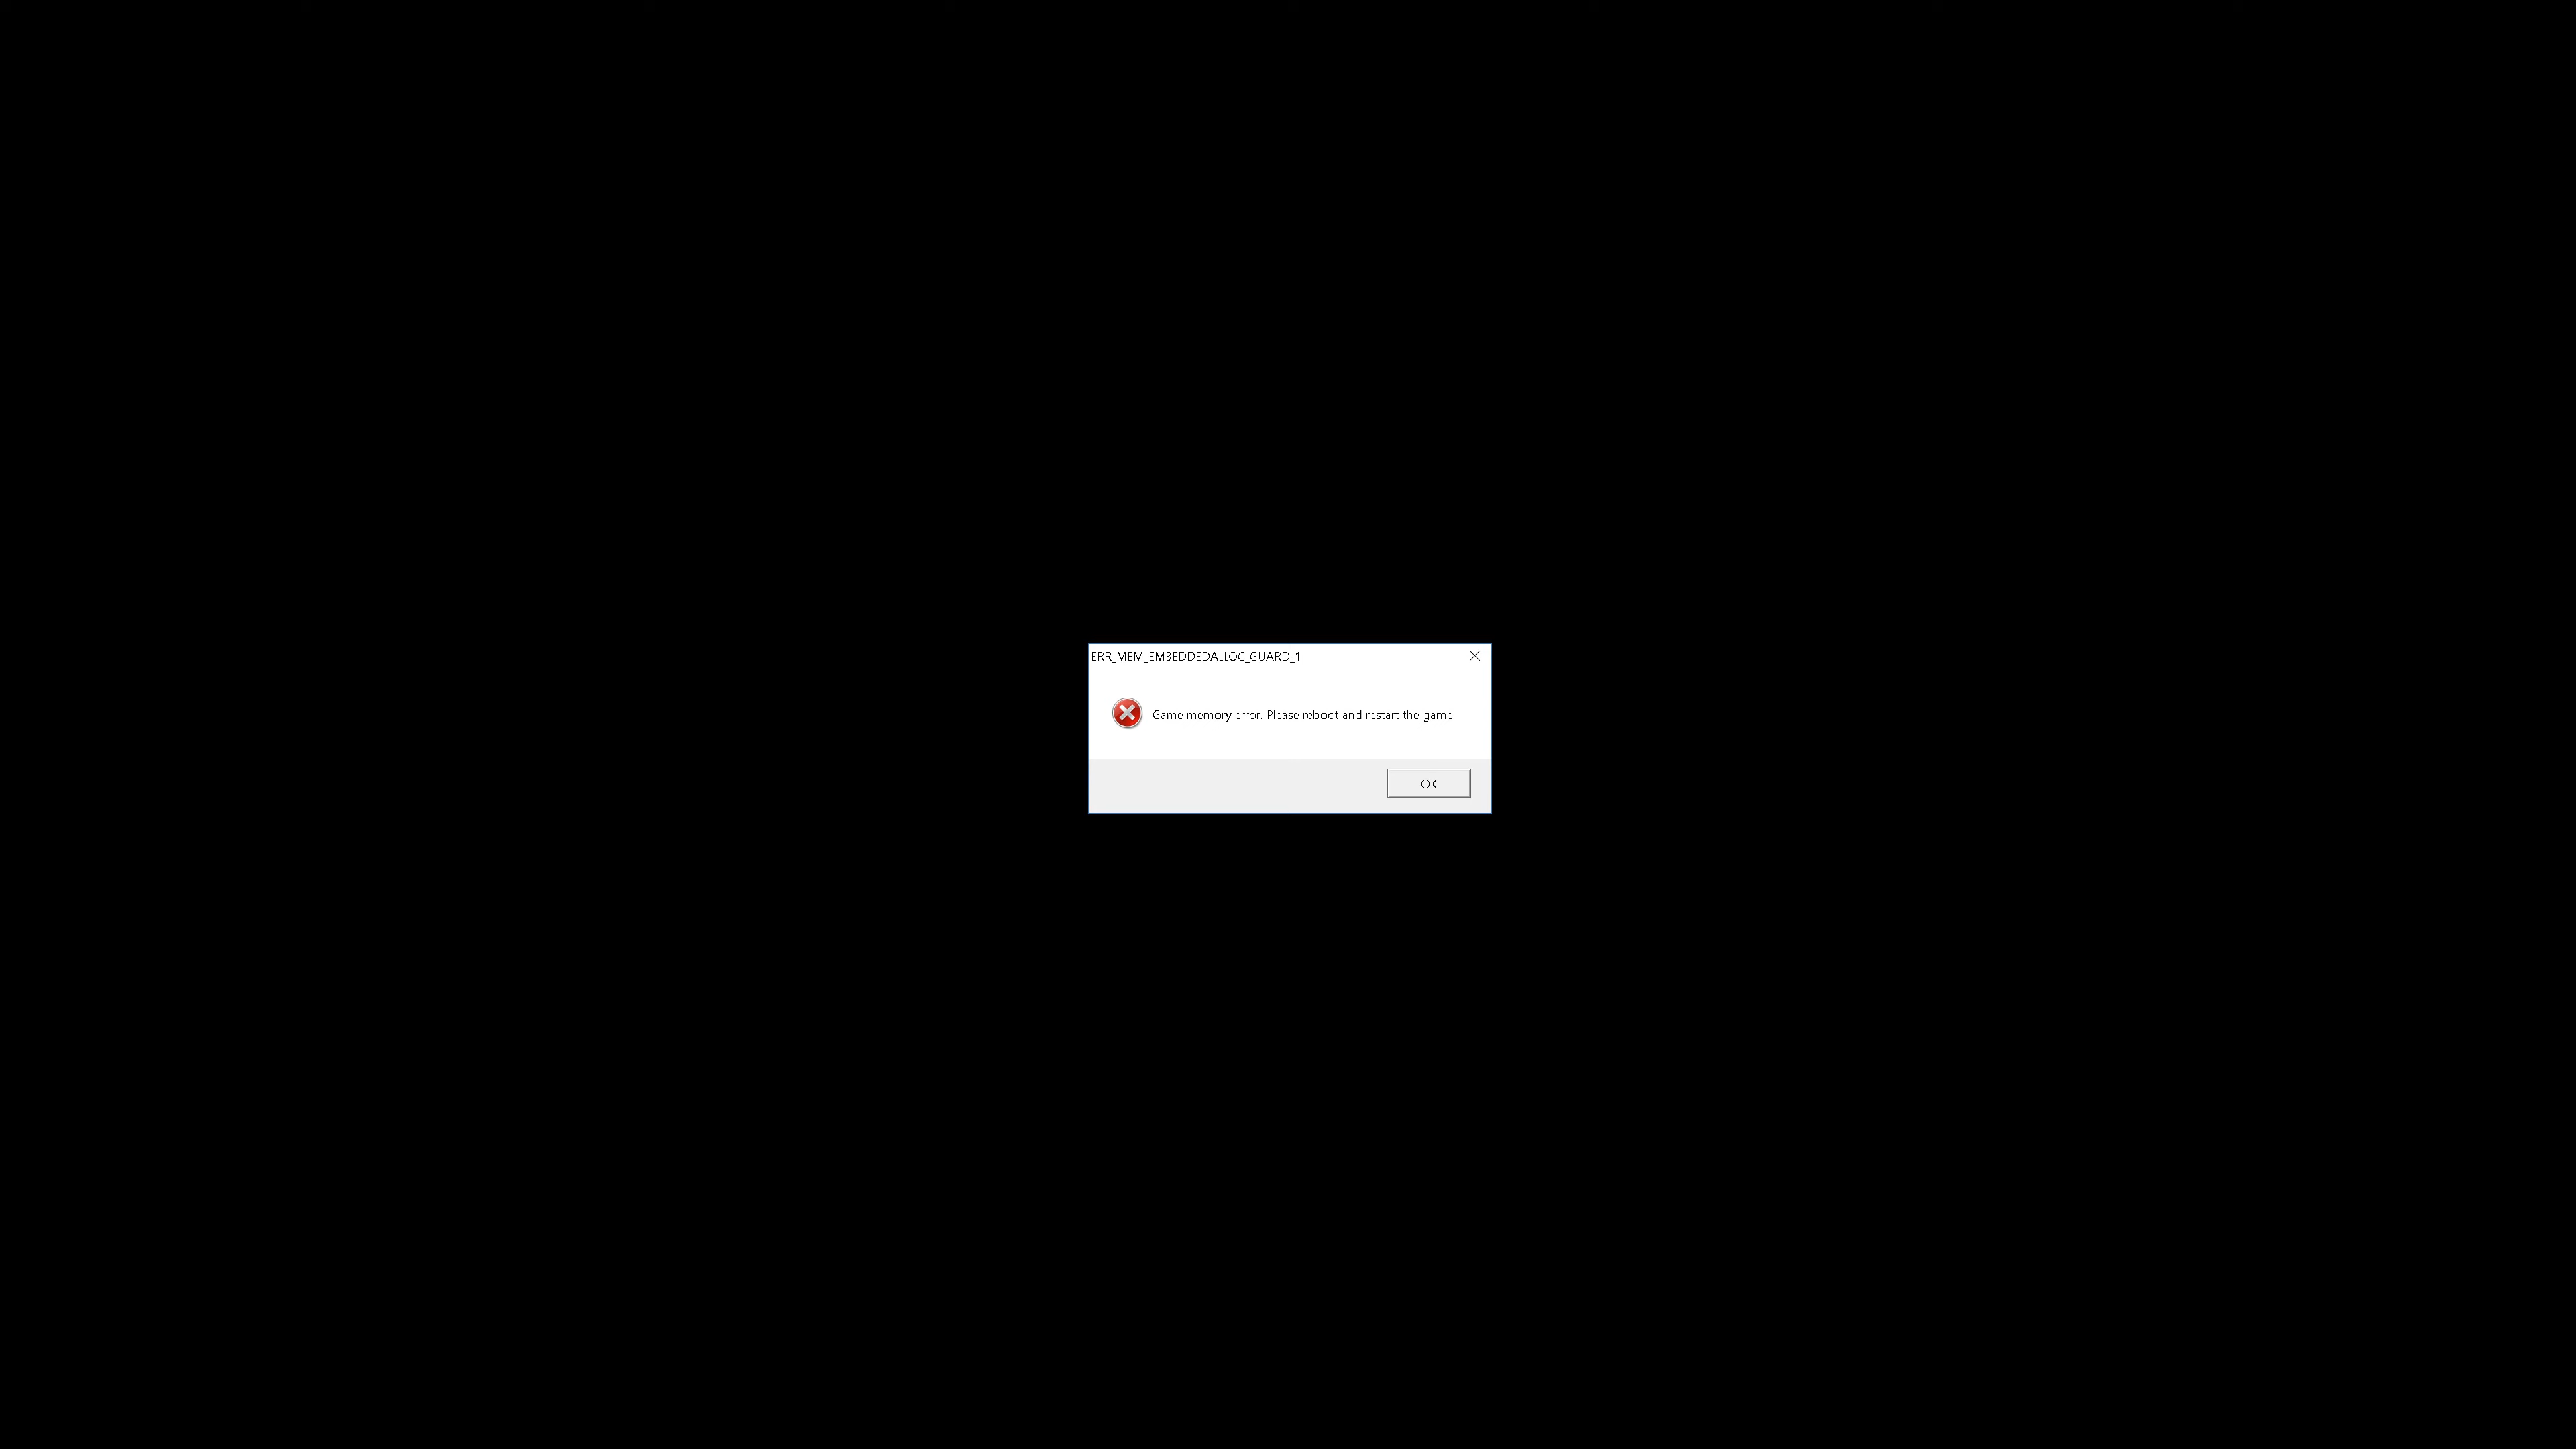 ERR_MEM_EMBEDDEDALLOC_GUARD_1
Game memory error. Please reboot and restart the game.
OK